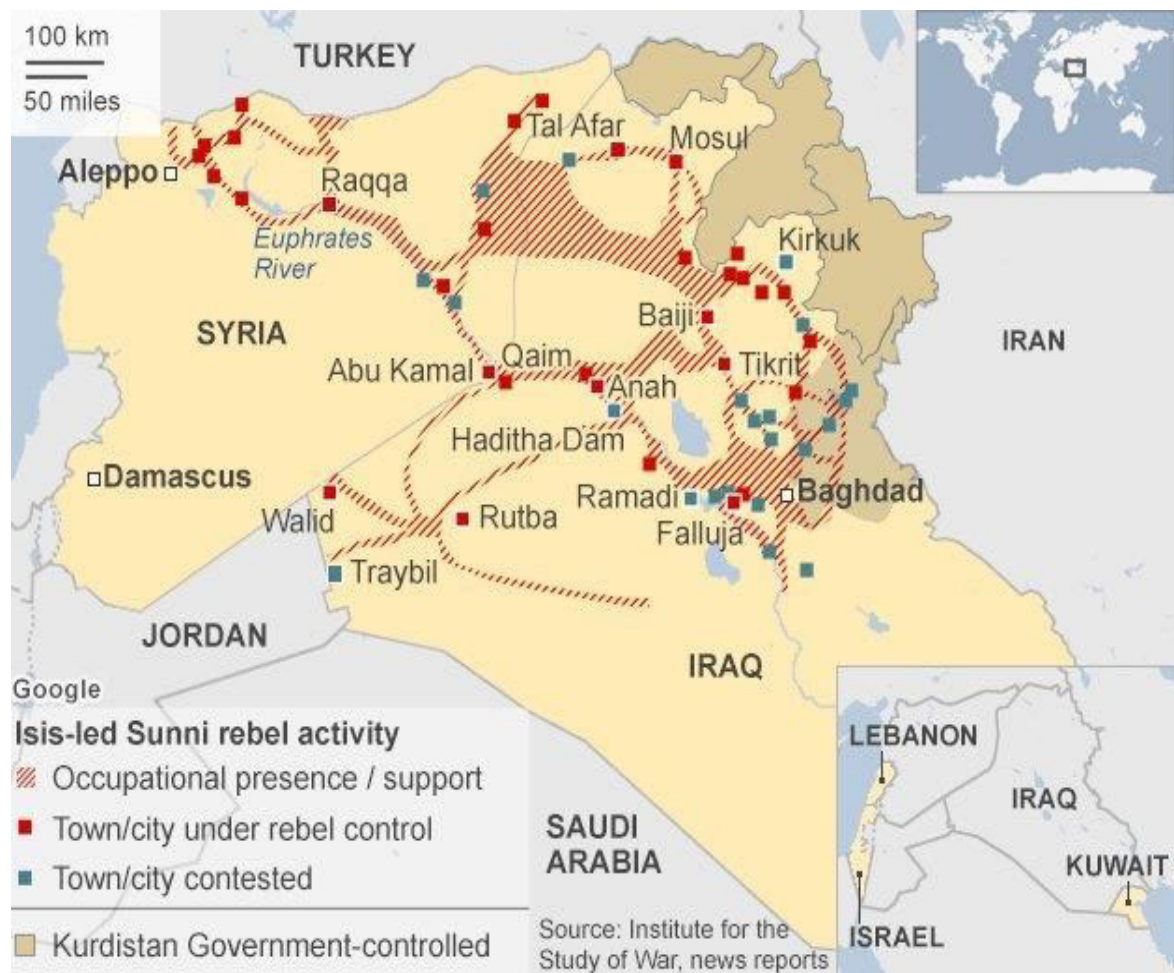 100 km
50 miles
TURKEY
Tal Afar
Mosul
Aleppo
Raqqa
Euphrates
River
Kirkuk
SYRIA
Baiji
IRAN
Qaim
Abu Kamal
Tikrit
Anah
Haditha Dam
Damascus
Ramadi
Baghdad
Walid
Rutba
Falluja
Traybil
JORDAN
IRAQ
Google
Isis-led Sunni rebel activity
Occupational presence / support
Town/city under rebel control
Town/city contested
Kurdistan Government-controlled
SAUDI
ARABIA
Source: Institute for the
Study of War, news reports
LEBANON
IRAQ
KUWAIT
ISRAEL